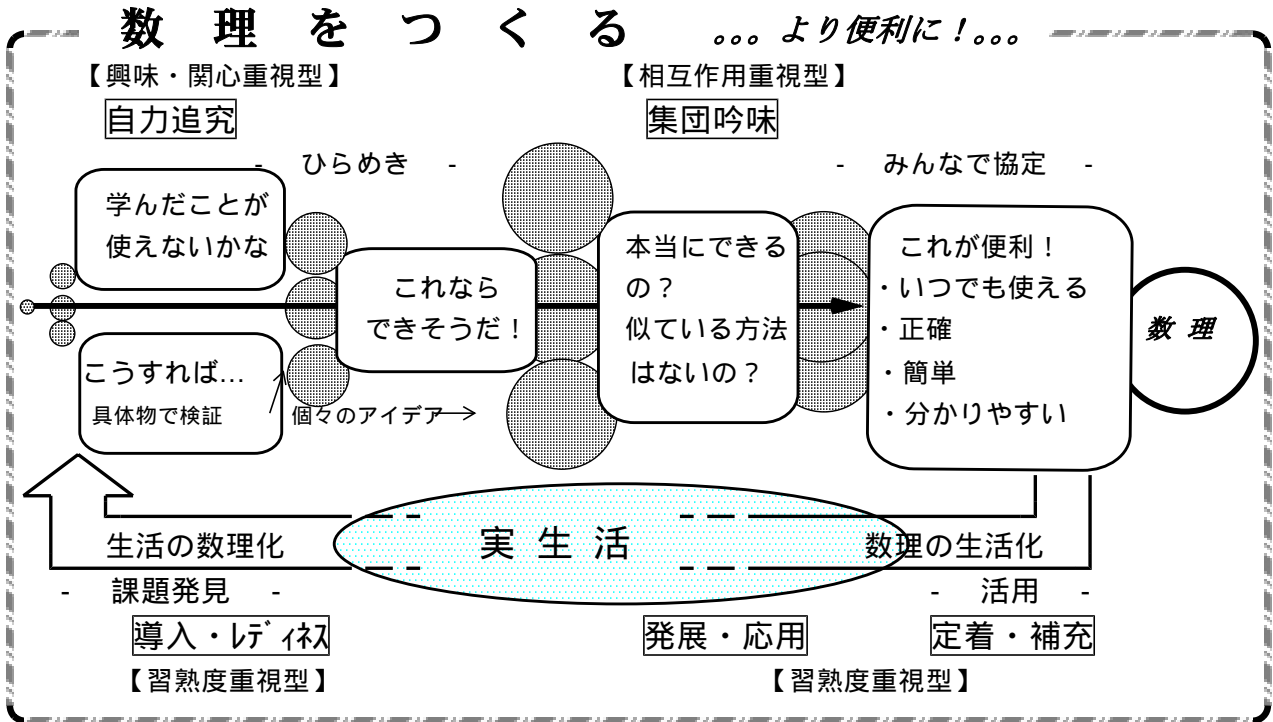 数理をつくる 。。。より便利に！。。。
【興味・関心重視型】
【相互作用重視型】
自力追究
集団吟味
- ひらめき -
- みんなで協定 -
学んだことが
使えないかな
こうすれば…
具体物で検証
個々のアイデア
これなら
できそうだ！
本当にできる
の？
似ている方法
はないの？
これが便利！
・いつでも使える
・正確
・簡単
・分かりやすい
数理
生活の数理化
実生活
数理の生活化
- 課題発見 -
- 活用 -
導入・ﾚﾃﾞｨﾈｽ
発展・応用
定着・補充
【習熟度重視型】
【習熟度重視型】